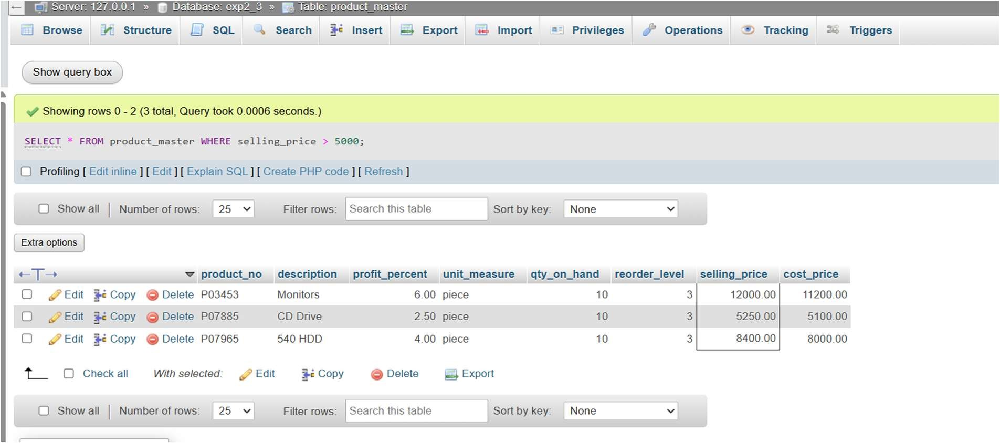 ← Server: 127.0.0.1 » Database: exp2_3 » Table: product_master
Browse Structure SQL Search Insert Export Import Privileges Operations Tracking Triggers
Show query box
Showing rows 0 - 2 (3 total, Query took 0.0006 seconds.)
SELECT * FROM product_master WHERE selling_price > 5000;
Profiling [ Edit inline ] [ Edit ] [ Explain SQL ] [ Create PHP code ] [ Refresh ]
Show all | Number of rows: 25 Filter rows: Search this table Sort by key: None
Extra options
←T→ product_no description profit_percent unit_measure qty_on_hand reorder_level selling_price cost_price
Edit Copy Delete P03453 Monitors 6.00 piece 10 3 12000.00 11200.00
Edit Copy Delete P07885 CD Drive 2.50 piece 10 3 5250.00 5100.00
Edit Copy Delete P07965 540 HDD 4.00 piece 10 3 8400.00 8000.00
Check all With selected: Edit Copy Delete Export
Show all | Number of rows: 25 Filter rows: Search this table Sort by key: None